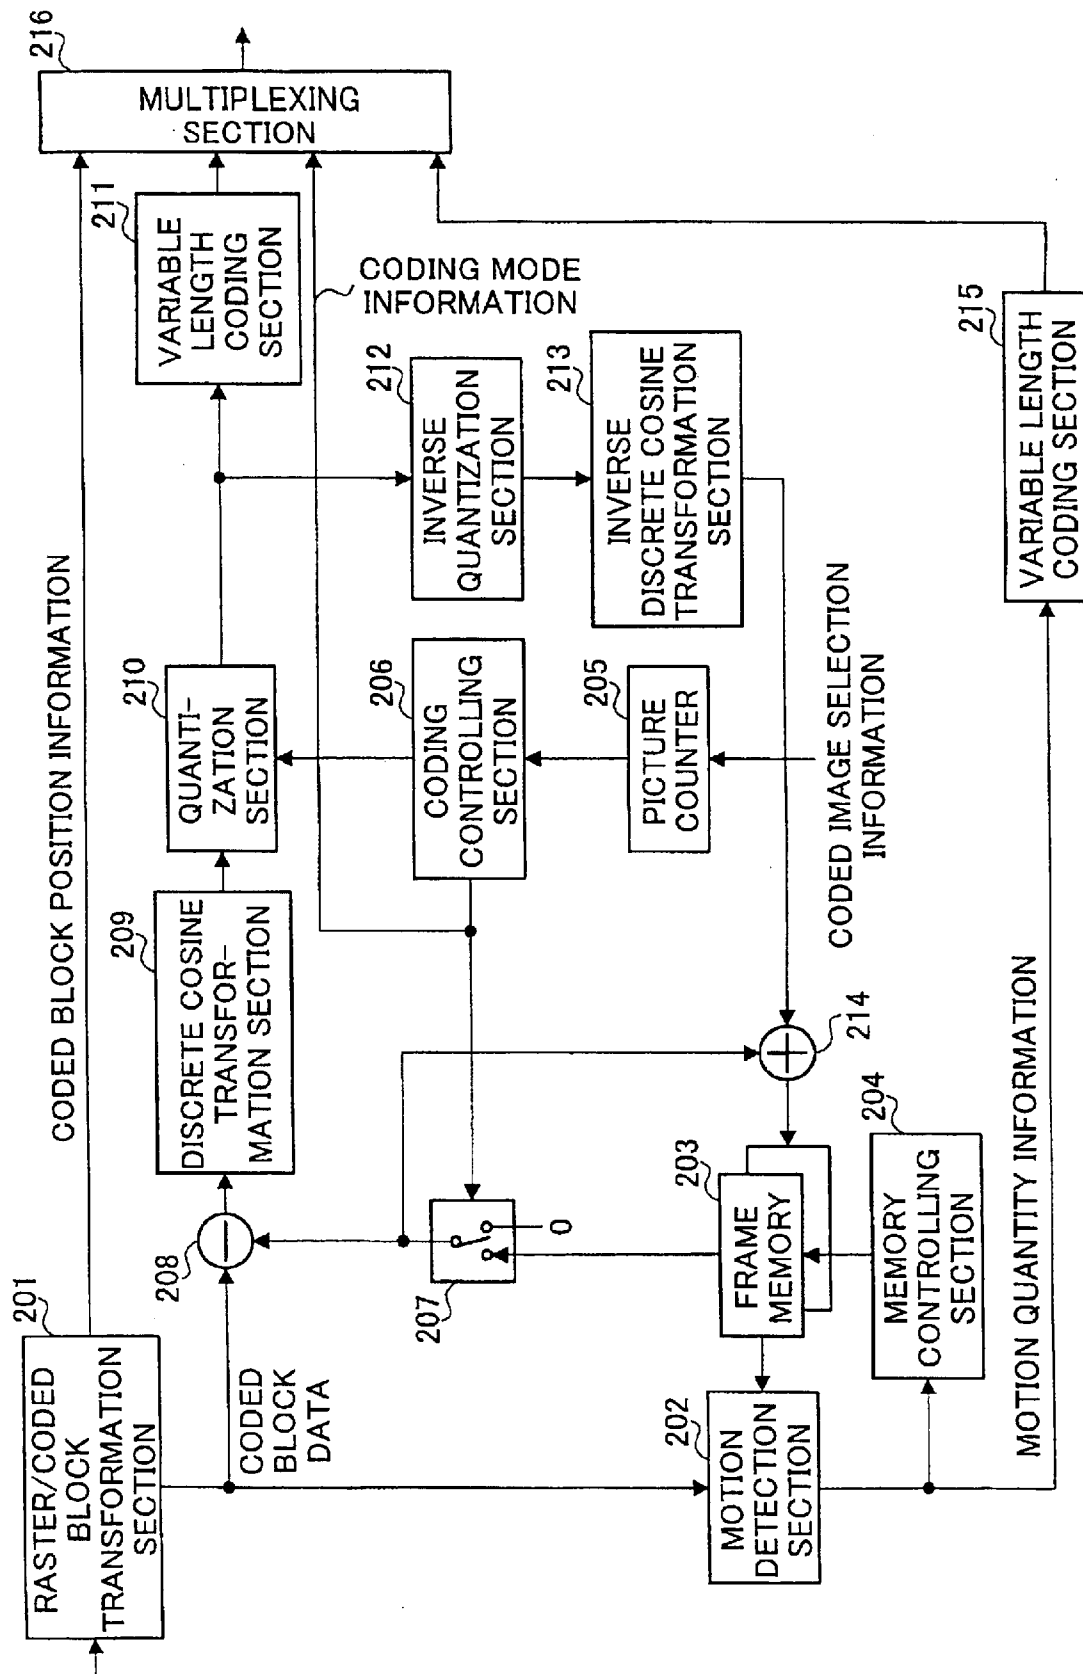 201
RASTER/CODED
BLOCK
TRANSFORMATION
SECTION
CODED BLOCK POSITION INFORMATION
216
MULTIPLEXING
SECTION
208
209
DISCRETE COSINE
TRANSFOR-
MATION SECTION
210
QUANTI-
ZATION
SECTION
211
VARIABLE
LENGTH
CODING
SECTION
CODED
BLOCK
DATA
CODING MODE
INFORMATION
207
0
206
CODING
CONTROLLING
SECTION
212
INVERSE
QUANTIZATION
SECTION
205
PICTURE
COUNTER
213
INVERSE
DISCRETE COSINE
TRANSFORMATION
SECTION
202
MOTION
DETECTION
SECTION
203
FRAME
MEMORY
214
CODED IMAGE SELECTION
INFORMATION
204
MEMORY
CONTROLLING
SECTION
MOTION QUANTITY INFORMATION
215
VARIABLE LENGTH
CODING SECTION